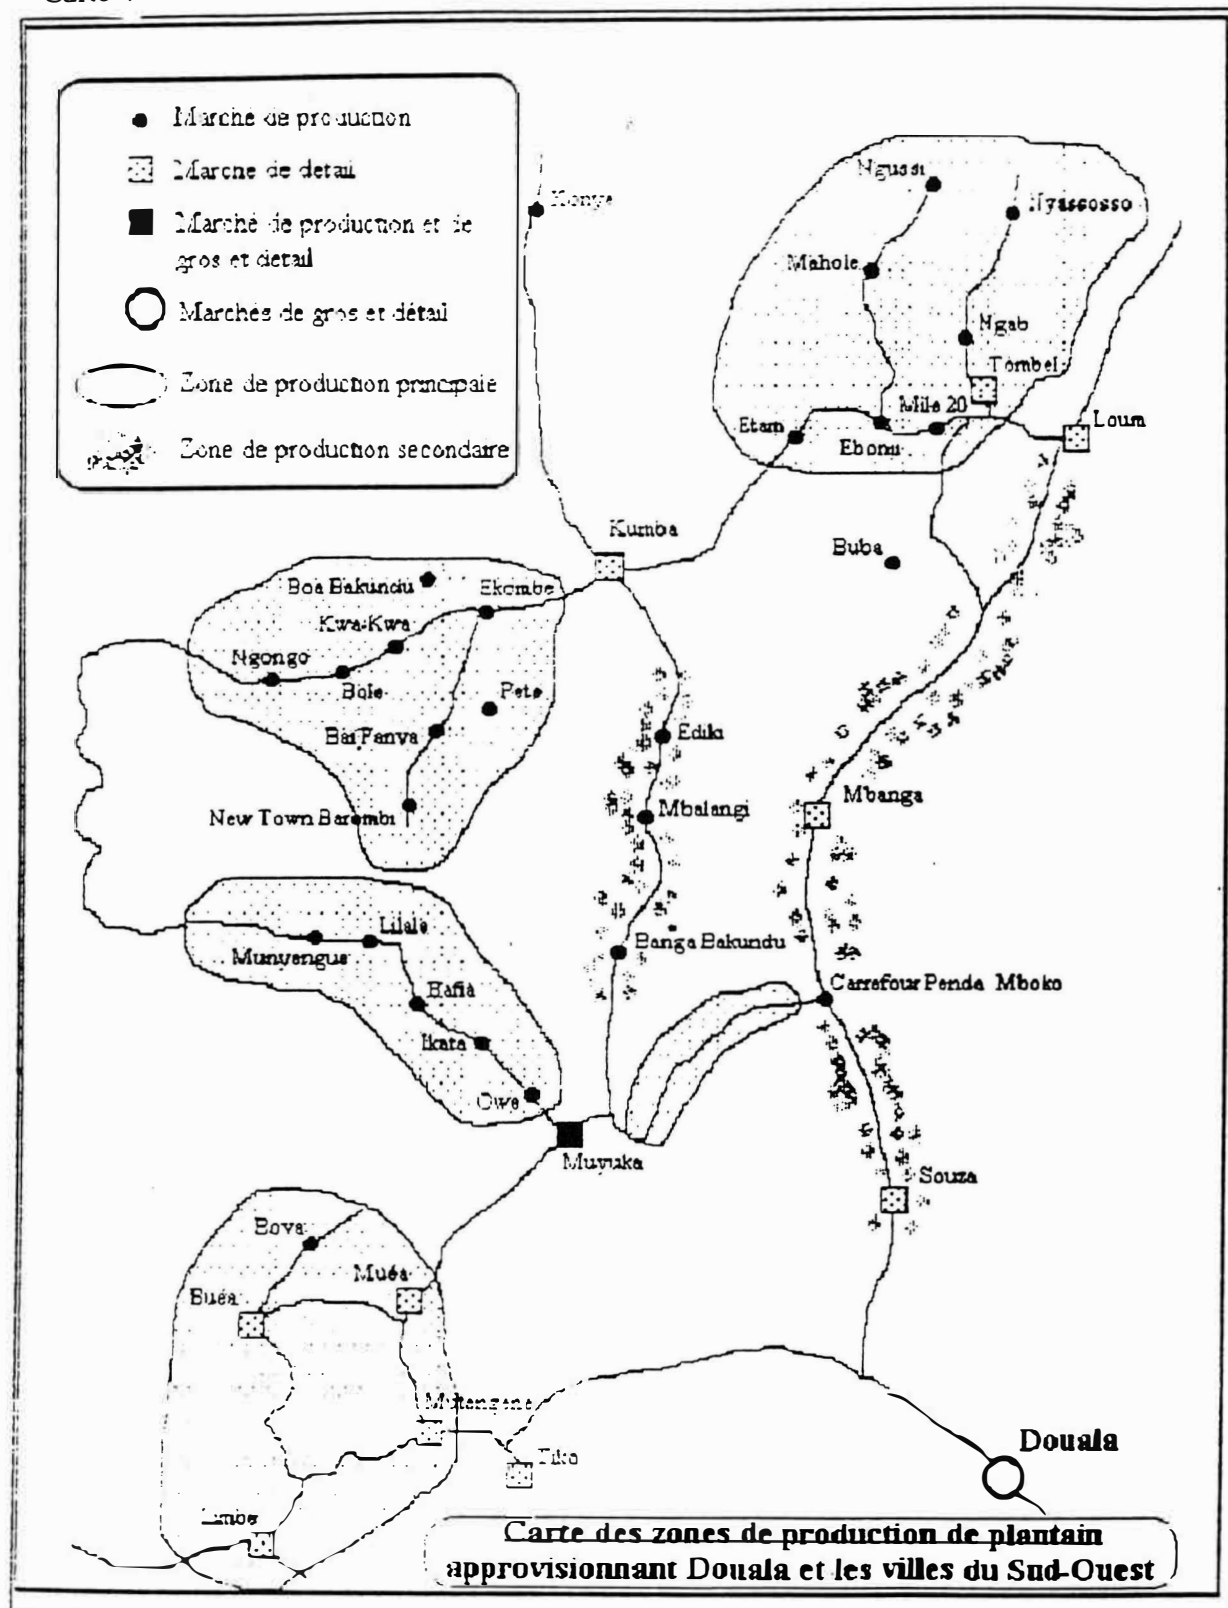 Marché de production
Marche de détail
Marché de production et de
gros et détail
Marchés de gros et détail
Zone de production principale
Zone de production secondaire
Konye
Ngussi
Nyassosso
Mahole
Ngab
Tombel
Mile 20
Etam
Ebonu
Loum
Kumba
Buba
Boa Bakundu
Ekombe
Kwa-Kwa
Ngongo
Bole
Pete
Bai Panya
Ediki
New Town Barombi
Mbalangi
Mbanga
Lilale
Munyengue
Banga Bakundu
Hafia
Carrefour Penda Mboko
Ikata
Owe
Muyuka
Souza
Bova
Muéa
Buéa
Mutengene
Tiko
Douala
Limbe
Carte des zones de production de plantain
approvisionnant Douala et les villes du Sud-Ouest